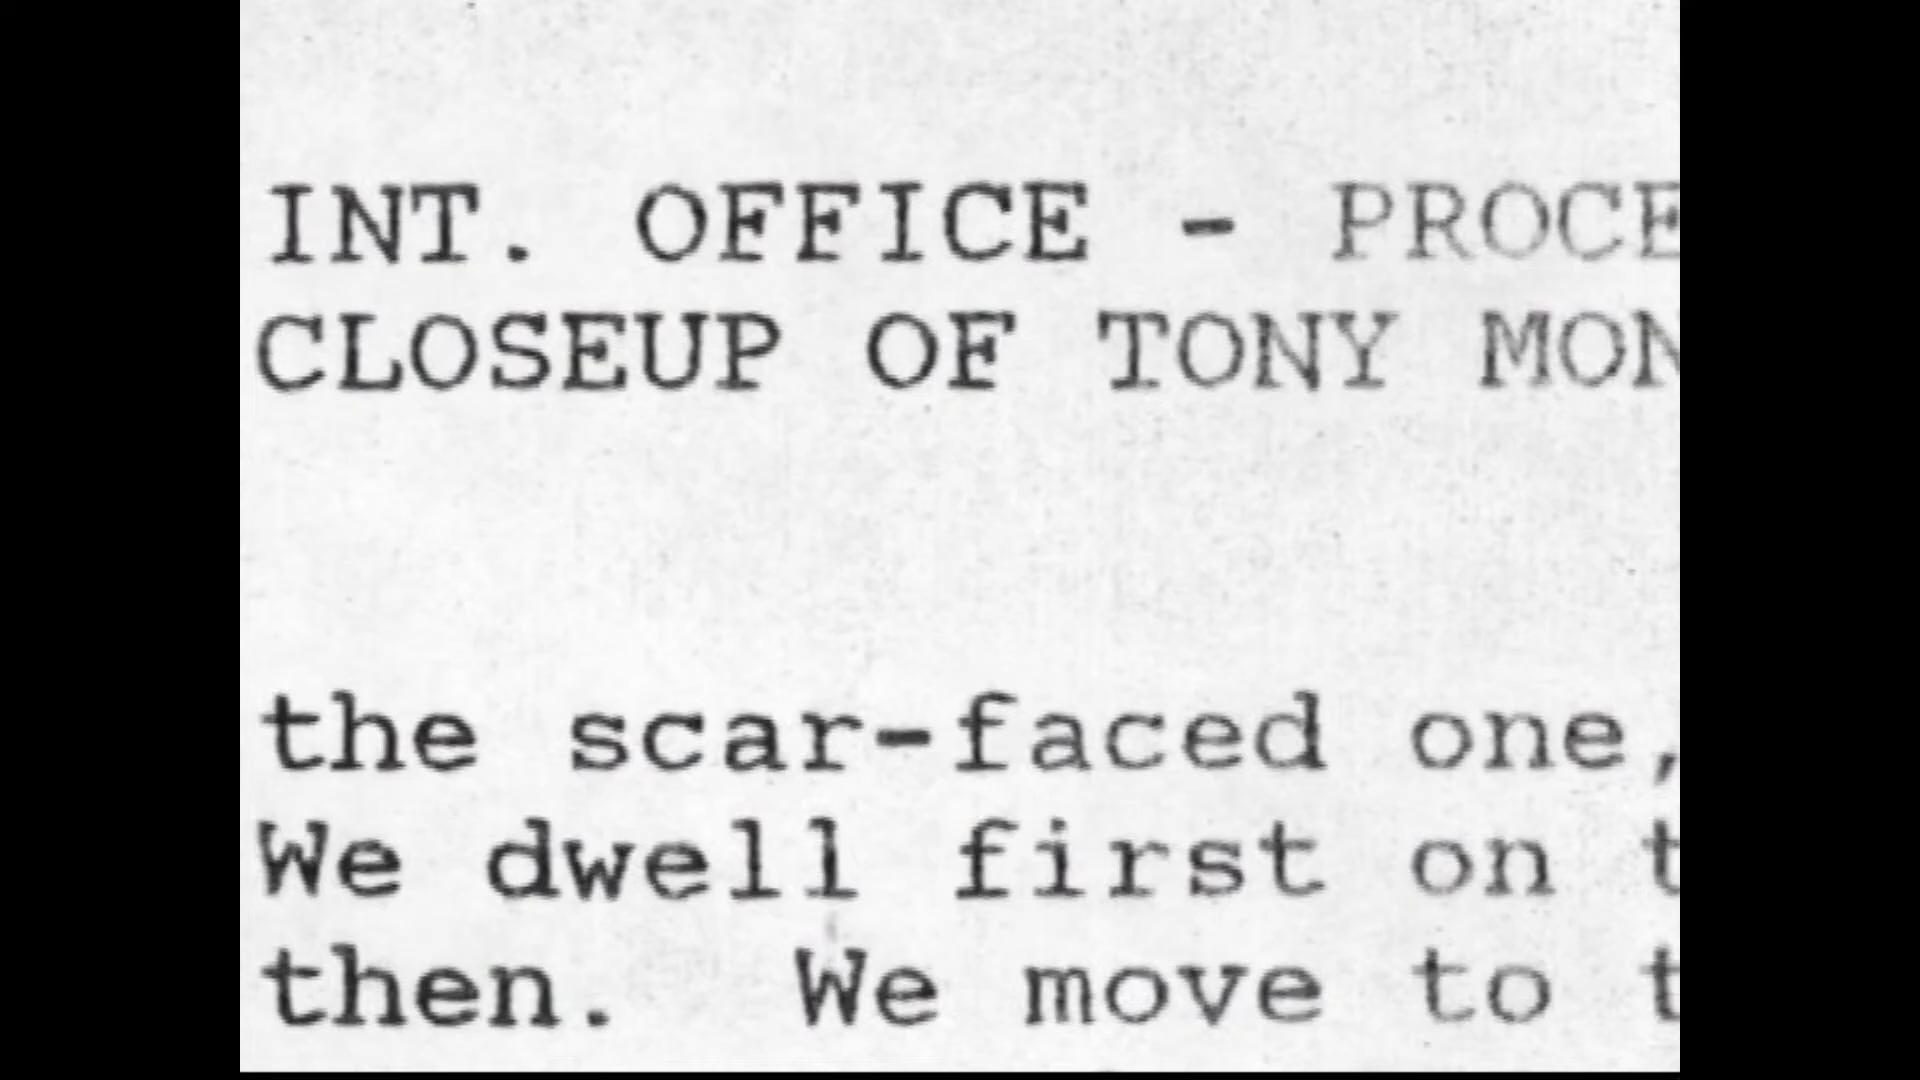 INT. OFFICE - PROCE
CLOSEUP OF TONY MON
the scar-faced one,
We dwell first on t
then. We move to t